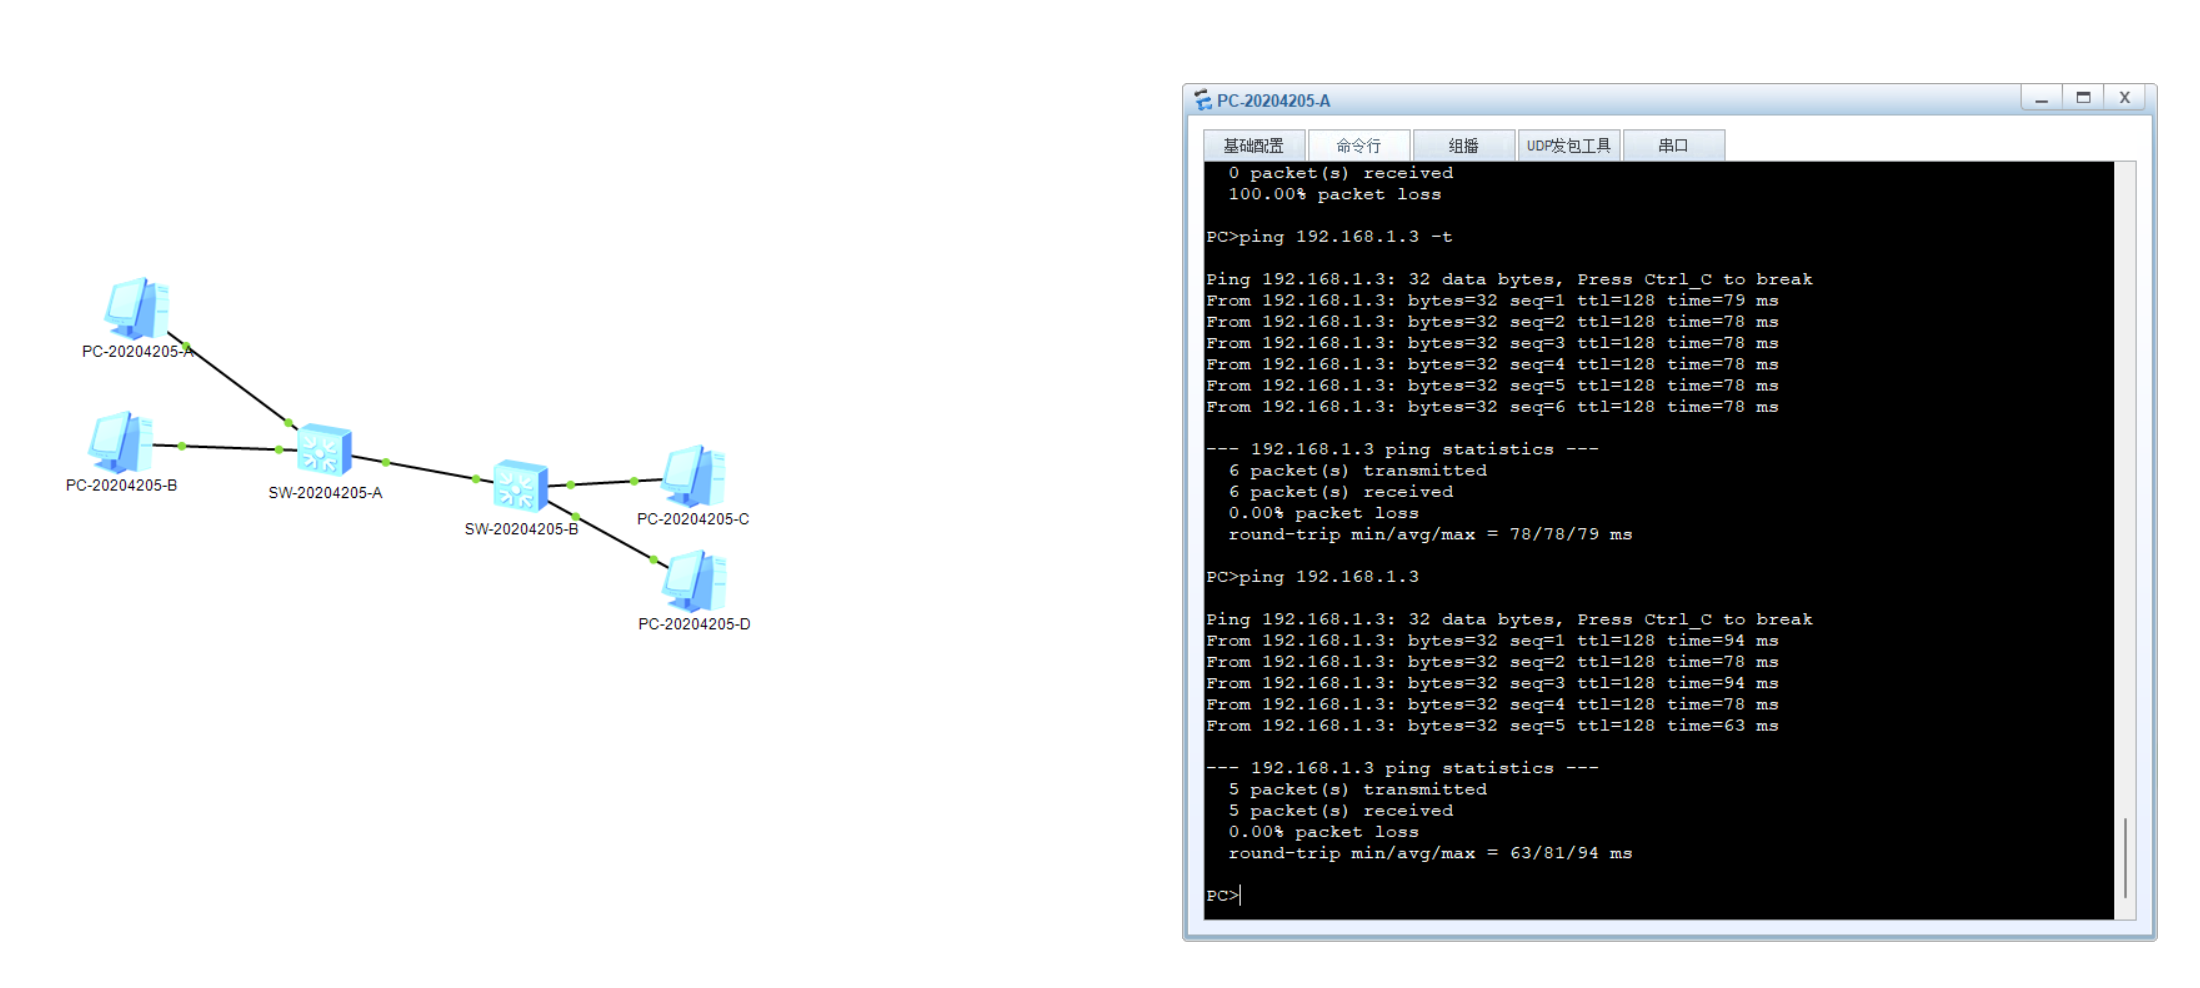 PC-20204205-A
PC-20204205-B
SW-20204205-A
SW-20204205-B
PC-20204205-C
PC-20204205-D
PC-20204205-A
基础配置 命令行 组播 UDP发包工具 串口
0 packet(s) received
100.00% packet loss
PC>ping 192.168.1.3 -t
Ping 192.168.1.3: 32 data bytes, Press Ctrl_C to break
From 192.168.1.3: bytes=32 seq=1 ttl=128 time=79 ms
From 192.168.1.3: bytes=32 seq=2 ttl=128 time=78 ms
From 192.168.1.3: bytes=32 seq=3 ttl=128 time=78 ms
From 192.168.1.3: bytes=32 seq=4 ttl=128 time=78 ms
From 192.168.1.3: bytes=32 seq=5 ttl=128 time=78 ms
From 192.168.1.3: bytes=32 seq=6 ttl=128 time=78 ms
--- 192.168.1.3 ping statistics ---
6 packet(s) transmitted
6 packet(s) received
0.00% packet loss
round-trip min/avg/max = 78/78/79 ms
PC>ping 192.168.1.3
Ping 192.168.1.3: 32 data bytes, Press Ctrl_C to break
From 192.168.1.3: bytes=32 seq=1 ttl=128 time=94 ms
From 192.168.1.3: bytes=32 seq=2 ttl=128 time=78 ms
From 192.168.1.3: bytes=32 seq=3 ttl=128 time=94 ms
From 192.168.1.3: bytes=32 seq=4 ttl=128 time=78 ms
From 192.168.1.3: bytes=32 seq=5 ttl=128 time=63 ms
--- 192.168.1.3 ping statistics ---
5 packet(s) transmitted
5 packet(s) received
0.00% packet loss
round-trip min/avg/max = 63/81/94 ms
PC>